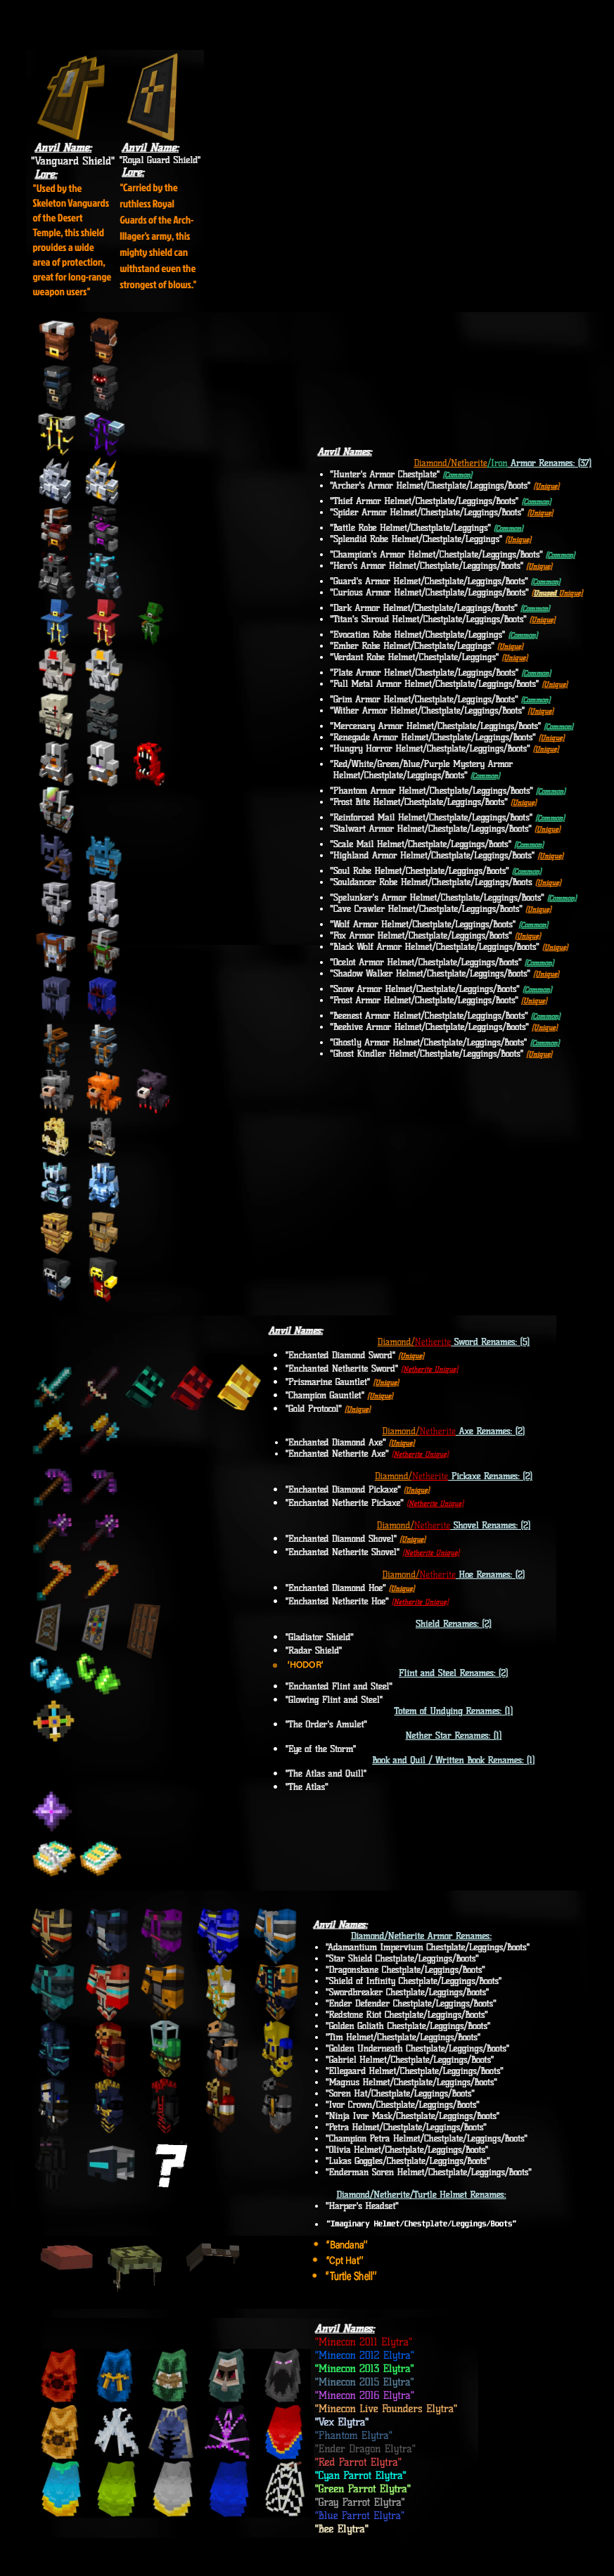 Anvil Name:
"Vanguard Shield"
Lore:
"Used by the
Skeleton Vanguards
of the Desert
Temple, this shield
provides a wide
area of protection,
great for long-range
weapon users"
Anvil Name:
"Royal Guard Shield"
Lore:
"Carried by the
ruthless Royal
Guards of the Arch-
Illager's army, this
mighty shield can
withstand even the
strongest of blows."
Anvil Names:
Diamond/Netherite/Iron Armor Renames: (37)
"Hunter's Armor Chestplate" (Common)
"Archer's Armor Helmet/Chestplate/Leggings/Boots" (Unique)
"Thief Armor Helmet/Chestplate/Leggings/Boots" (Common)
"Spider Armor Helmet/Chestplate/Leggings/Boots" (Unique)
"Battle Robe Helmet/Chestplate/Leggings" (Common)
"Splendid Robe Helmet/Chestplate/Leggings" (Unique)
"Champion's Armor Helmet/Chestplate/Leggings/Boots" (Common)
"Hero's Armor Helmet/Chestplate/Leggings/Boots" (Unique)
"Guard's Armor Helmet/Chestplate/Leggings/Boots" (Common)
"Curious Armor Helmet/Chestplate/Leggings/Boots" (Unused Unique)
"Dark Armor Helmet/Chestplate/Leggings/Boots" (Common)
"Titan's Shroud Helmet/Chestplate/Leggings/Boots" (Unique)
"Evocation Robe Helmet/Chestplate/Leggings" (Common)
"Ember Robe Helmet/Chestplate/Leggings" (Unique)
"Verdant Robe Helmet/Chestplate/Leggings" (Unique)
"Plate Armor Helmet/Chestplate/Leggings/Boots" (Common)
"Full Metal Armor Helmet/Chestplate/Leggings/Boots" (Unique)
"Grim Armor Helmet/Chestplate/Leggings/Boots" (Common)
"Wither Armor Helmet/Chestplate/Leggings/Boots" (Unique)
"Mercenary Armor Helmet/Chestplate/Leggings/Boots" (Common)
"Renegade Armor Helmet/Chestplate/Leggings/Boots" (Unique)
"Hungry Horror Helmet/Chestplate/Leggings/Boots" (Unique)
"Red/White/Green/Blue/Purple Mystery Armor
Helmet/Chestplate/Leggings/Boots" (Common)
"Phantom Armor Helmet/Chestplate/Leggings/Boots" (Common)
"Frost Bite Helmet/Chestplate/Leggings/Boots" (Unique)
"Reinforced Mail Helmet/Chestplate/Leggings/Boots" (Common)
"Stalwart Armor Helmet/Chestplate/Leggings/Boots" (Unique)
"Scale Mail Helmet/Chestplate/Leggings/Boots" (Common)
"Highland Armor Helmet/Chestplate/Leggings/Boots" (Unique)
"Soul Robe Helmet/Chestplate/Leggings/Boots" (Common)
"Souldancer Robe Helmet/Chestplate/Leggings/Boots (Unique)
"Spelunker's Armor Helmet/Chestplate/Leggings/Boots" (Common)
"Cave Crawler Helmet/Chestplate/Leggings/Boots" (Unique)
"Wolf Armor Helmet/Chestplate/Leggings/Boots" (Common)
"Fox Armor Helmet/Chestplate/Leggings/Boots" (Unique)
"Black Wolf Armor Helmet/Chestplate/Leggings/Boots" (Unique)
"Ocelot Armor Helmet/Chestplate/Leggings/Boots" (Common)
"Shadow Walker Helmet/Chestplate/Leggings/Boots" (Unique)
"Snow Armor Helmet/Chestplate/Leggings/Boots" (Common)
"Frost Armor Helmet/Chestplate/Leggings/Boots" (Unique)
"Beenest Armor Helmet/Chestplate/Leggings/Boots" (Common)
"Beehive Armor Helmet/Chestplate/Leggings/Boots" (Unique)
"Ghostly Armor Helmet/Chestplate/Leggings/Boots" (Common)
"Ghost Kindler Helmet/Chestplate/Leggings/Boots" (Unique)
Anvil Names:
Diamond/Netherite Sword Renames: (5)
"Enchanted Diamond Sword" (Unique)
"Enchanted Netherite Sword" (Netherite Unique)
"Prismarine Gauntlet" (Unique)
"Champion Gauntlet" (Unique)
"Gold Protocol" (Unique)
Diamond/Netherite Axe Renames: (2)
"Enchanted Diamond Axe" (Unique)
"Enchanted Netherite Axe" (Netherite Unique)
Diamond/Netherite Pickaxe Renames: (2)
"Enchanted Diamond Pickaxe" (Unique)
"Enchanted Netherite Pickaxe" (Netherite Unique)
Diamond/Netherite Shovel Renames: (2)
"Enchanted Diamond Shovel" (Unique)
"Enchanted Netherite Shovel" (Netherite Unique)
Diamond/Netherite Hoe Renames: (2)
"Enchanted Diamond Hoe" (Unique)
"Enchanted Netherite Hoe" (Netherite Unique)
Shield Renames: (2)
"Gladiator Shield"
"Radar Shield"
'HODOR'
Flint and Steel Renames: (2)
"Enchanted Flint and Steel"
"Glowing Flint and Steel"
Totem of Undying Renames: (1)
"The Order's Amulet"
Nether Star Renames: (1)
"Eye of the Storm"
Book and Quil / Written Book Renames: (1)
"The Atlas and Quill"
"The Atlas"
Anvil Names:
Diamond/Netherite Armor Renames:
"Adamantium Impervium Chestplate/Leggings/Boots"
"Star Shield Chestplate/Leggings/Boots"
"Dragonsbane Chestplate/Leggings/Boots"
"Shield of Infinity Chestplate/Leggings/Boots"
"Swordbreaker Chestplate/Leggings/Boots"
"Ender Defender Chestplate/Leggings/Boots"
"Redstone Riot Chestplate/Leggings/Boots"
"Golden Goliath Chestplate/Leggings/Boots"
"Tim Helmet/Chestplate/Leggings/Boots"
"Golden Underneath Chestplate/Leggings/Boots"
"Gabriel Helmet/Chestplate/Leggings/Boots"
"Ellegaard Helmet/Chestplate/Leggings/Boots"
"Magnus Helmet/Chestplate/Leggings/Boots"
"Soren Hat/Chestplate/Leggings/Boots"
"Ivor Crown/Chestplate/Leggings/Boots"
"Ninja Ivor Mask/Chestplate/Leggings/Boots"
"Petra Helmet/Chestplate/Leggings/Boots"
"Champion Petra Helmet/Chestplate/Leggings/Boots"
"Olivia Helmet/Chestplate/Leggings/Boots"
"Lukas Goggles/Chestplate/Leggings/Boots"
"Enderman Soren Helmet/Chestplate/Leggings/Boots"
Diamond/Netherite/Turtle Helmet Renames:
"Harper's Headset"
"Imaginary Helmet/Chestplate/Leggings/Boots"
"Bandana"
"Cpt Hat"
"Turtle Shell"
?
Anvil Names:
"Minecon 2011 Elytra"
"Minecon 2012 Elytra"
"Minecon 2013 Elytra"
"Minecon 2015 Elytra"
"Minecon 2016 Elytra"
"Minecon Live Founders Elytra"
"Vex Elytra"
"Phantom Elytra"
"Ender Dragon Elytra"
"Red Parrot Elytra"
"Cyan Parrot Elytra"
"Green Parrot Elytra"
"Gray Parrot Elytra"
"Blue Parrot Elytra"
"Bee Elytra"